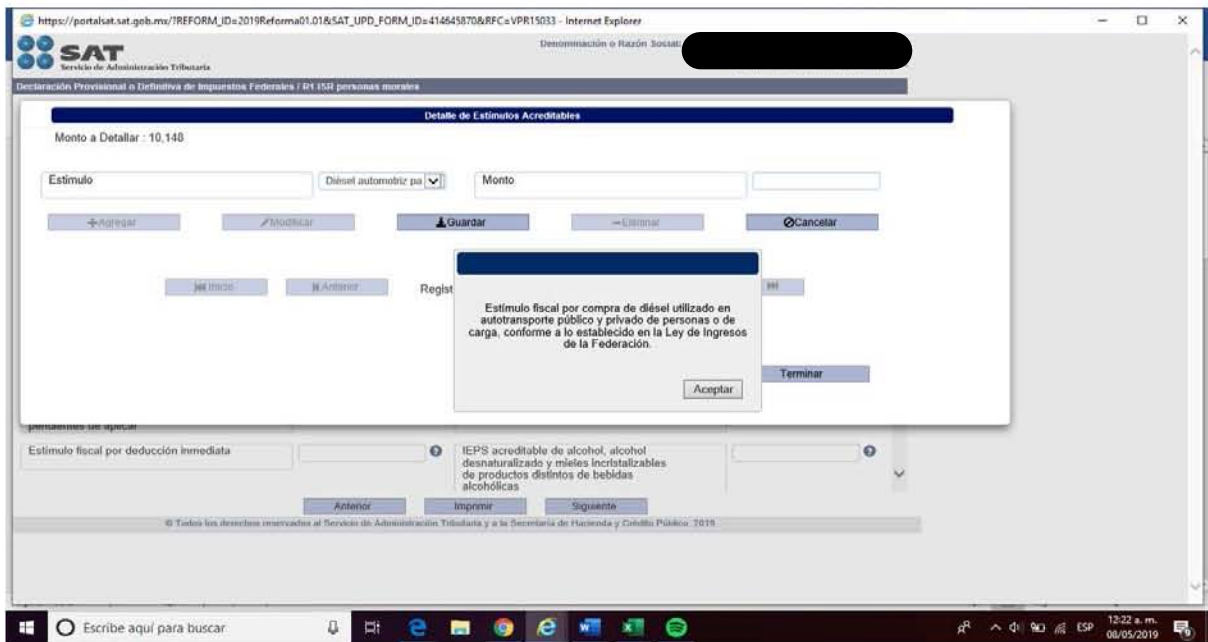 https://portalsat.sat.gob.mx/?REFORM_ID=2019Reforma01.01&SAT_UPD_FORM_ID=414645870&RFC=VPR15033 - Internet Explorer
SAT
Servicio de Administración Tributaria
Denominación o Razón Social:
Declaración Provisional o Definitiva de Impuestos Federales / R1 ISR personas morales
Detalle de Estímulos Acreditables
Monto a Detallar : 10,148
Estímulo
Diésel automotriz pa
Monto
Agregar
Modificar
Guardar
Eliminar
Cancelar
Inicio
Anterior
Regist
Estímulo fiscal por compra de diésel utilizado en
autotransporte público y privado de personas o de
carga, conforme a lo establecido en la Ley de Ingresos
de la Federación.
Aceptar
Terminar
pendientes de aplicar
Estímulo fiscal por deducción inmediata
IEPS acreditable de alcohol, alcohol
desnaturalizado y mieles incristalizables
de productos distintos de bebidas
alcohólicas
Anterior
Imprimir
Siguiente
© Todos los derechos reservados al Servicio de Administración Tributaria y a la Secretaría de Hacienda y Crédito Público 2019
Escribe aquí para buscar
ESP
12:22 a. m.
08/05/2019